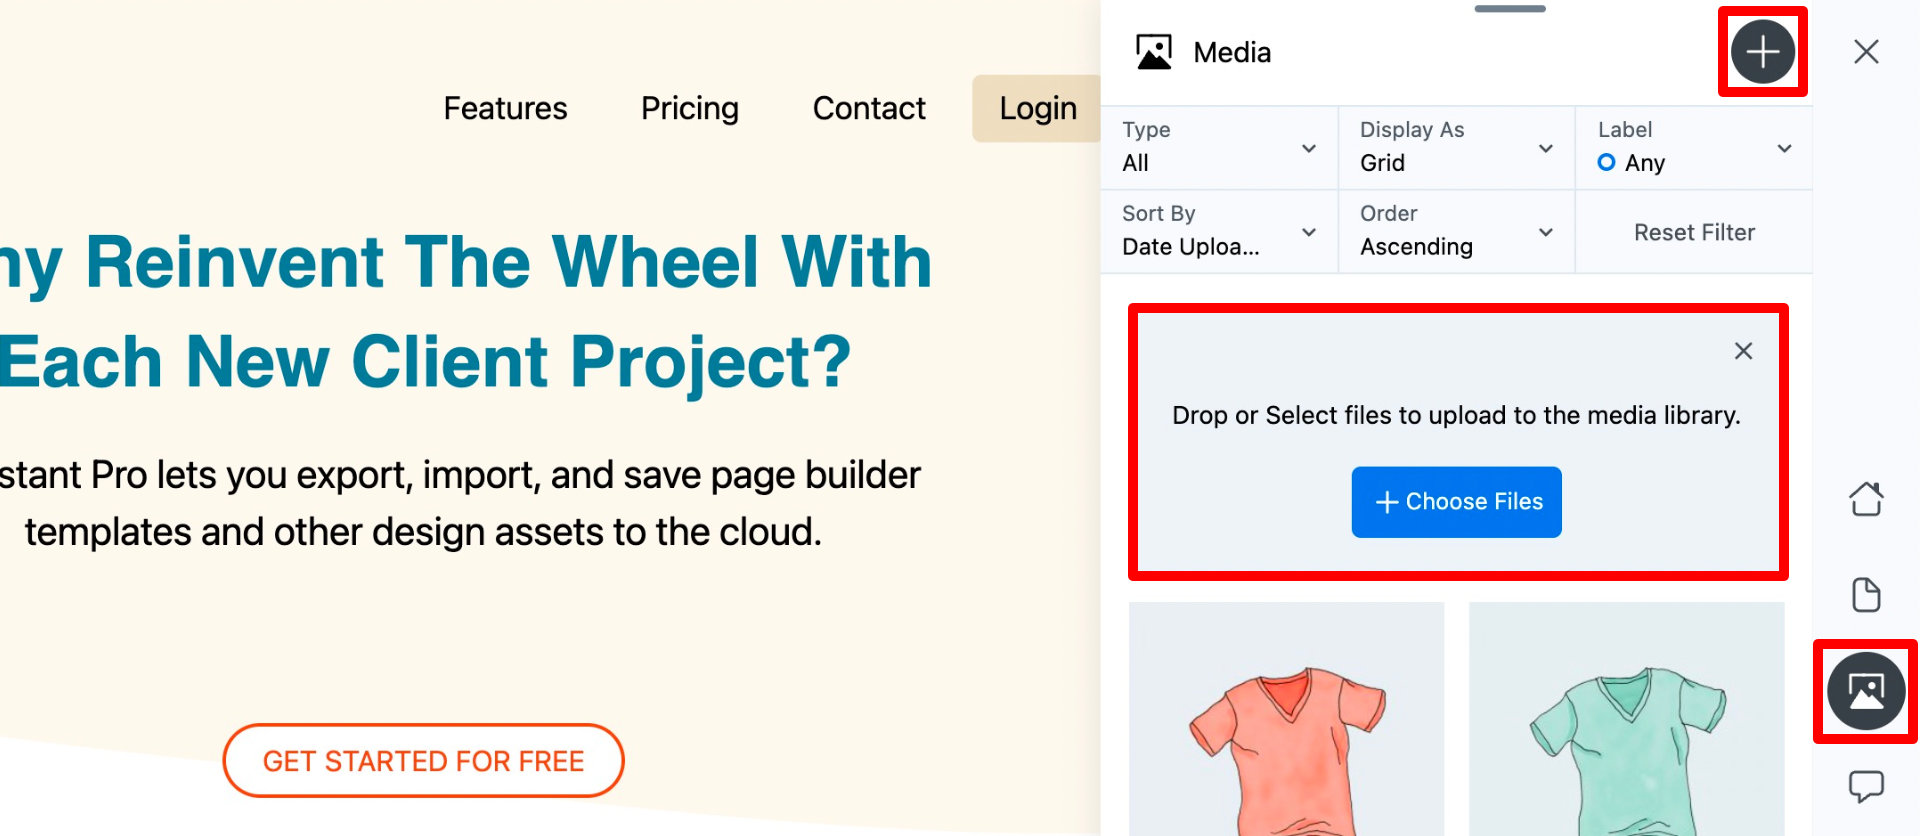 Features Pricing Contact Login
Reinvent The Wheel With
Each New Client Project?
Pro lets you export, import, and save page builder
templates and other design assets to the cloud.
GET STARTED FOR FREE
Media
Type
All
Display As
Grid
Label
Any
Sort By
Date Uploa...
Order
Ascending
Reset Filter
Drop or Select files to upload to the media library.
Choose Files